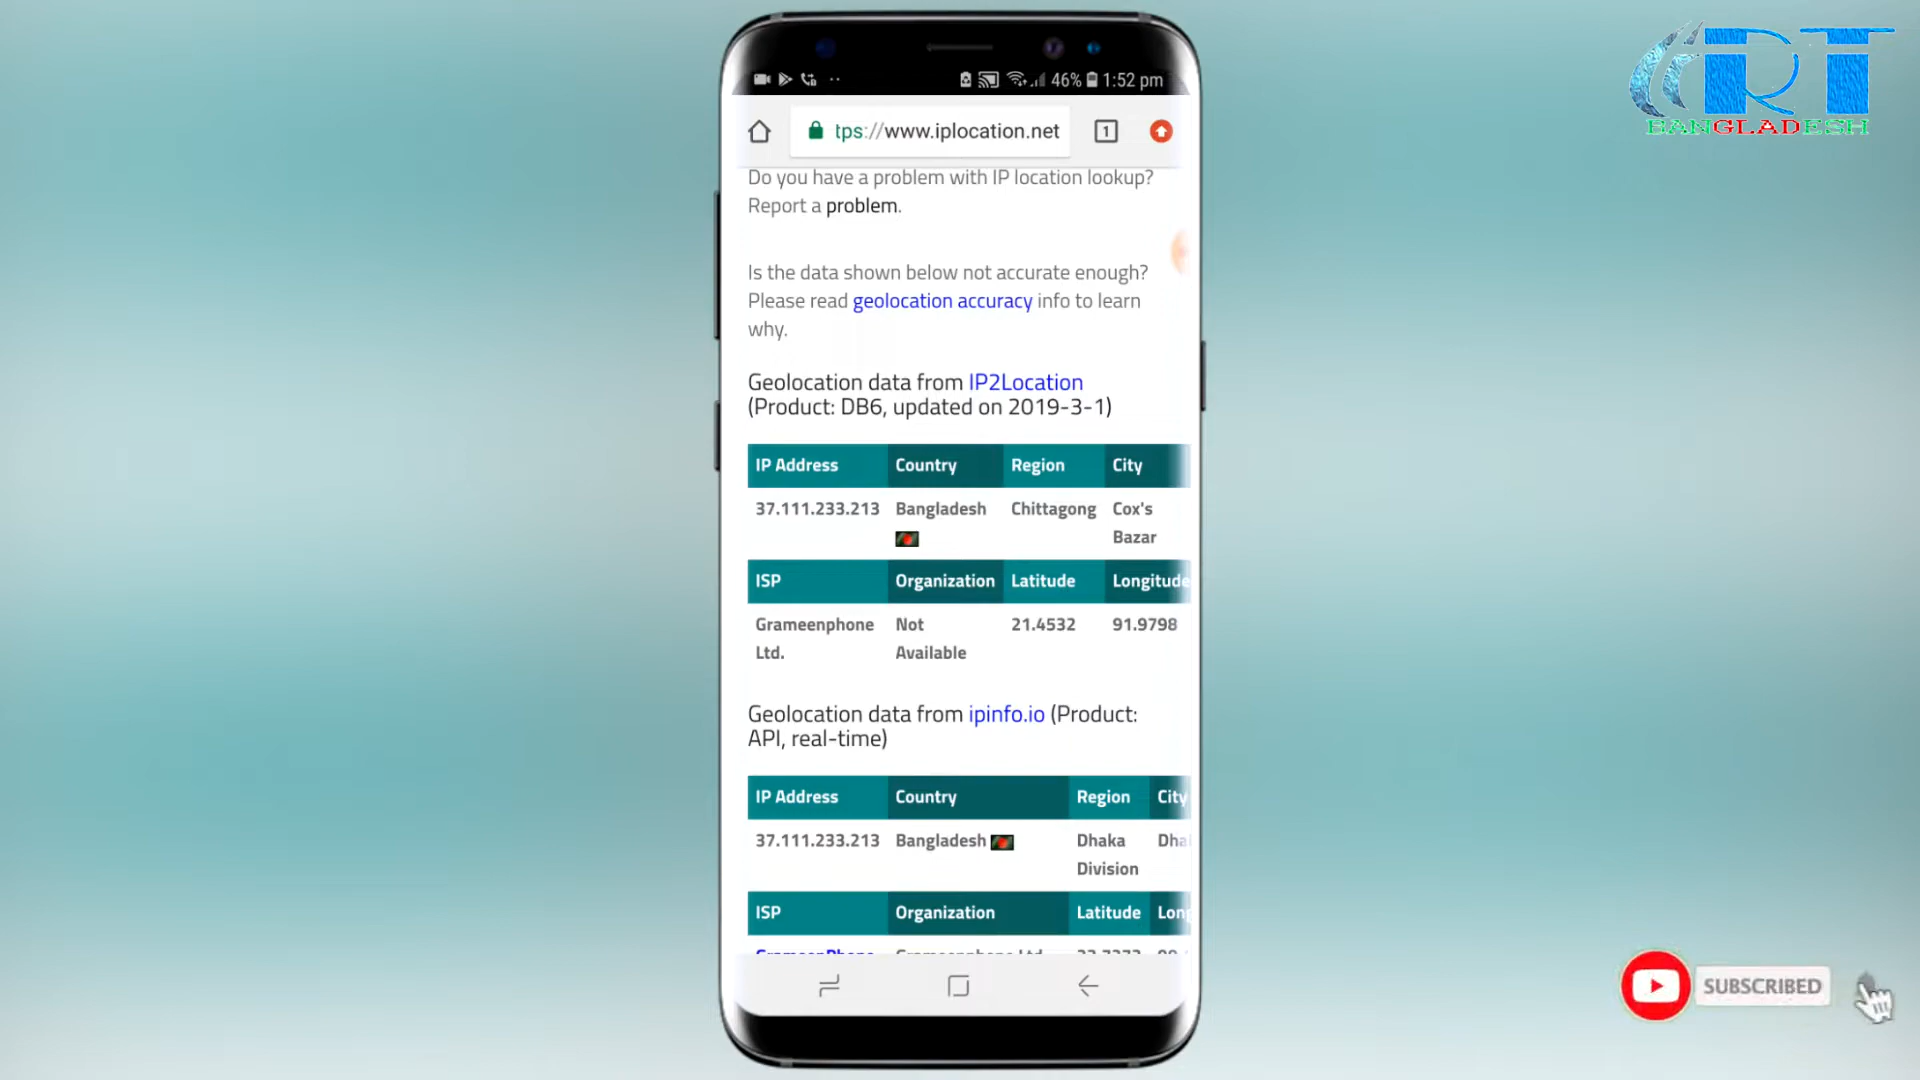 RT
BANGLADESH
46% 1:52 pm
tps://www.iplocation.net
1
Do you have a problem with IP location lookup?
Report a problem.
Is the data shown below not accurate enough?
Please read geolocation accuracy info to learn
why.
Geolocation data from IP2Location
(Product: DB6, updated on 2019-3-1)
IP Address Country Region City
37.111.233.213 Bangladesh Chittagong Cox's
Bazar
ISP Organization Latitude Longitude
Grameenphone Not 21.4532 91.9798
Ltd. Available
Geolocation data from ipinfo.io (Product:
API, real-time)
IP Address Country Region City
37.111.233.213 Bangladesh Dhaka
Division
ISP Organization Latitude
SUBSCRIBED